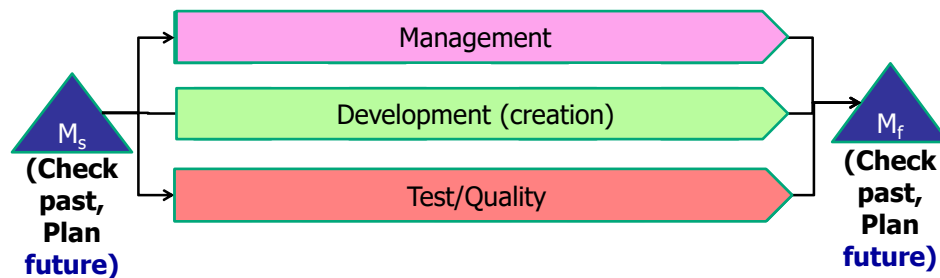 Management
Development (creation)
Test/Quality
Ms
(Check
past,
Plan
future)
Mf
(Check
past,
Plan
future)